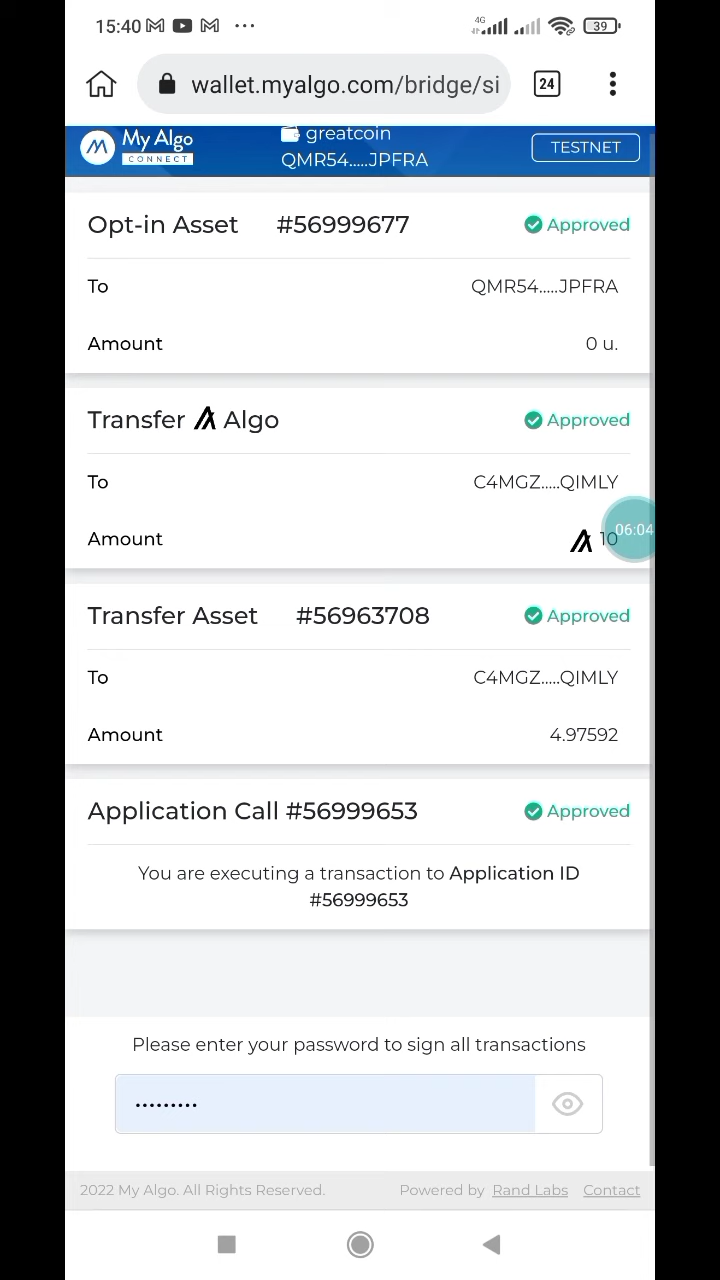 15:40
4G
39
wallet.myalgo.com/bridge/si
24
My Algo
CONNECT
greatcoin
QMR54.....JPFRA
TESTNET
Opt-in Asset #56999677 Approved
To QMR54.....JPFRA
Amount 0 u.
Transfer Algo Approved
To C4MGZ.....QIMLY
Amount 10
06:04
Transfer Asset #56963708 Approved
To C4MGZ.....QIMLY
Amount 4.97592
Application Call #56999653 Approved
You are executing a transaction to Application ID
#56999653
Please enter your password to sign all transactions
•••••••••
2022 My Algo. All Rights Reserved. Powered by Rand Labs Contact